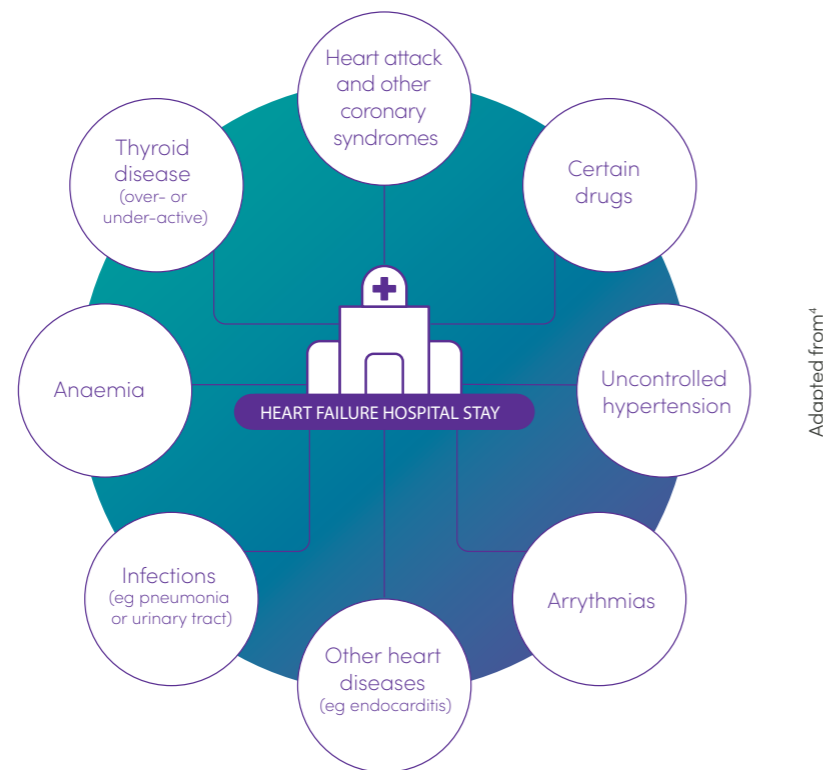 Heart attack
and other
coronary
syndromes
Certain
drugs
Uncontrolled
hypertension
Arrythmias
Other heart
diseases
(eg endocarditis)
Infections
(eg pneumonia
or urinary tract)
Anaemia
Thyroid
disease
(over- or
under-active)
HEART FAILURE HOSPITAL STAY
Adapted from⁴